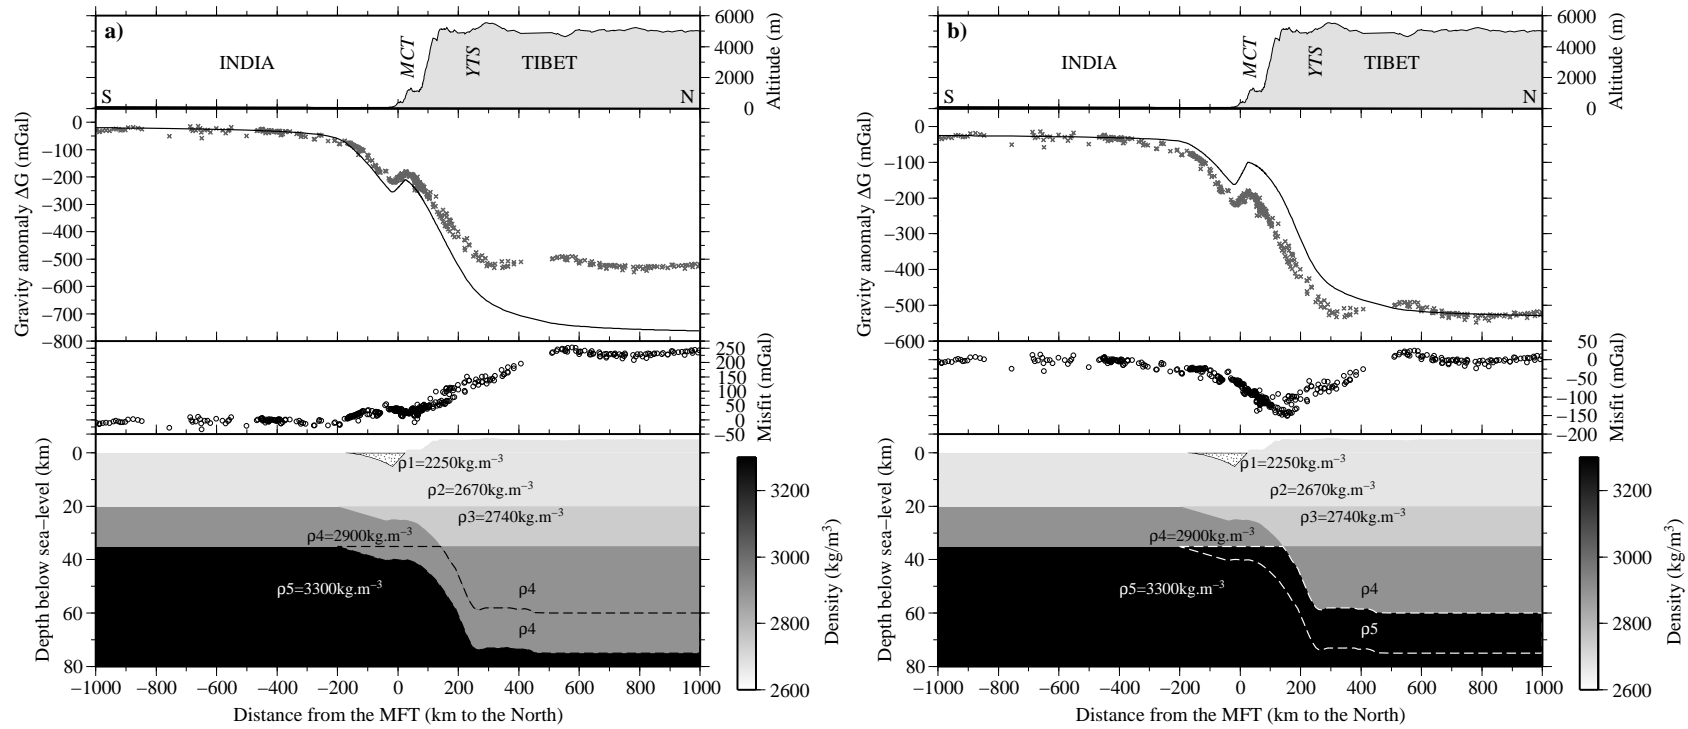 a)
INDIA
MCT
YTS
TIBET
S
N
0
2000
4000
6000
Altitude (m)
0
−100
−200
−300
−400
−500
−600
−700
−800
Gravity anomaly ΔG (mGal)
250
150
50
0
−50
Misfit (mGal)
0
20
40
60
80
Depth below sea−level (km)
ρ1=2250kg.m−3
ρ2=2670kg.m−3
ρ3=2740kg.m−3
ρ4=2900kg.m−3
ρ5=3300kg.m−3
ρ4
ρ4
−1000 −800 −600 −400 −200 0 200 400 600 800 1000
Distance from the MFT (km to the North)
3200
3000
2800
2600
Density (kg/m3)
b)
INDIA
MCT
YTS
TIBET
S
N
0
2000
4000
6000
Altitude (m)
0
−100
−200
−300
−400
−500
−600
Gravity anomaly ΔG (mGal)
50
0
−50
−100
−150
−200
Misfit (mGal)
0
20
40
60
80
Depth below sea−level (km)
ρ1=2250kg.m−3
ρ2=2670kg.m−3
ρ3=2740kg.m−3
ρ4=2900kg.m−3
ρ5=3300kg.m−3
ρ4
ρ5
−1000 −800 −600 −400 −200 0 200 400 600 800 1000
Distance from the MFT (km to the North)
3200
3000
2800
2600
Density (kg/m3)